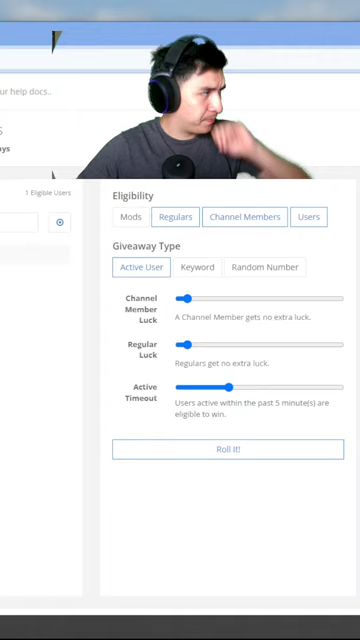 ur help docs..
s
ys
1 Eligible Users
Eligibility
Mods
Regulars
Channel Members
Users
Giveaway Type
Active User
Keyword
Random Number
Channel
Member
Luck
A Channel Member gets no extra luck.
Regular
Luck
Regulars get no extra luck.
Active
Timeout
Users active within the past 5 minute(s) are
eligible to win.
Roll It!